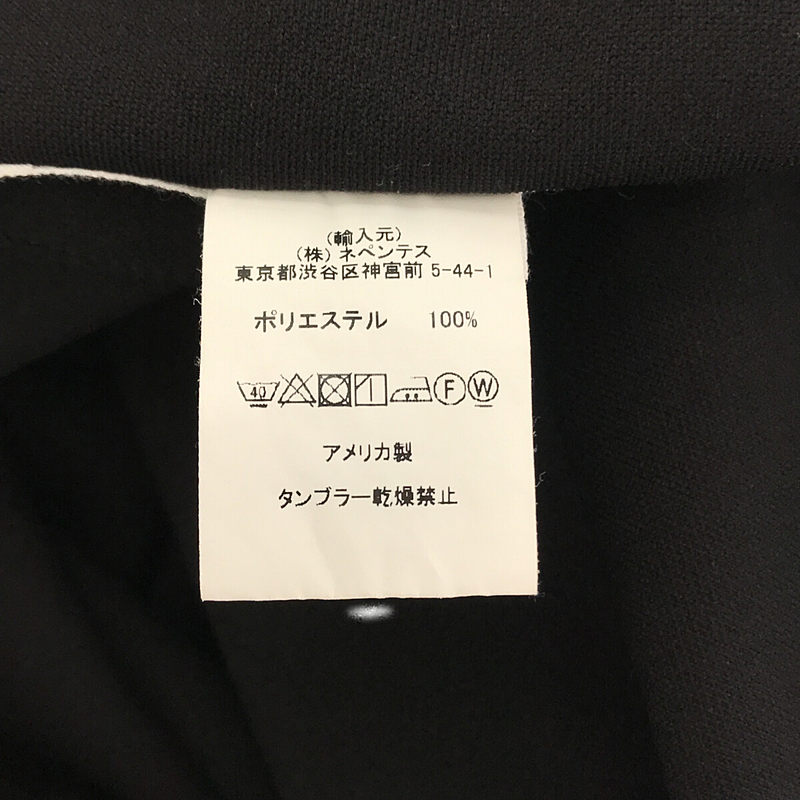 (輸入元)
(株) ネペンテス
東京都渋谷区神宮前 5-44-1
ポリエステル 100%
40 F W
アメリカ製
タンブラー乾燥禁止